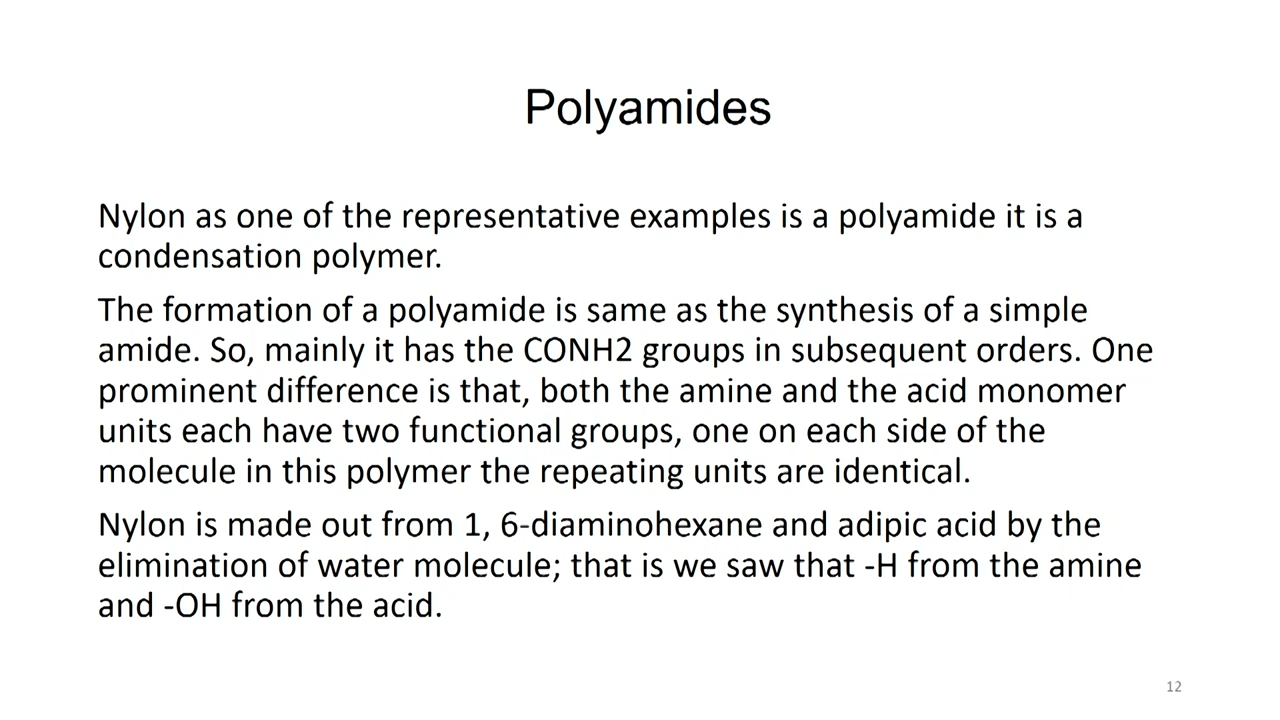 Polyamides
Nylon as one of the representative examples is a polyamide it is a
condensation polymer.
The formation of a polyamide is same as the synthesis of a simple
amide. So, mainly it has the CONH2 groups in subsequent orders. One
prominent difference is that, both the amine and the acid monomer
units each have two functional groups, one on each side of the
molecule in this polymer the repeating units are identical.
Nylon is made out from 1, 6-diaminohexane and adipic acid by the
elimination of water molecule; that is we saw that -H from the amine
and -OH from the acid.
12